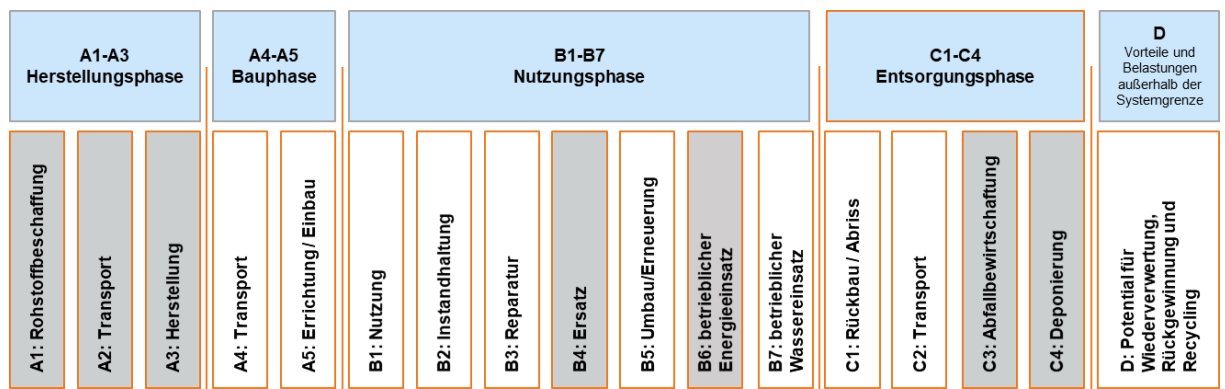 A1-A3
Herstellungsphase
A4-A5
Bauphase
B1-B7
Nutzungsphase
C1-C4
Entsorgungsphase
D
Vorteile und
Belastungen
außerhalb der
Systemgrenze
A1: Rohstoffbeschaffung
A2: Transport
A3: Herstellung
A4: Transport
A5: Errichtung/ Einbau
B1: Nutzung
B2: Instandhaltung
B3: Reparatur
B4: Ersatz
B5: Umbau/Erneuerung
B6: betrieblicher
Energieeinsatz
B7: betrieblicher
Wassereinsatz
C1: Rückbau / Abriss
C2: Transport
C3: Abfallbewirtschaftung
C4: Deponierung
D: Potential für
Wiederverwertung,
Rückgewinnung und
Recycling